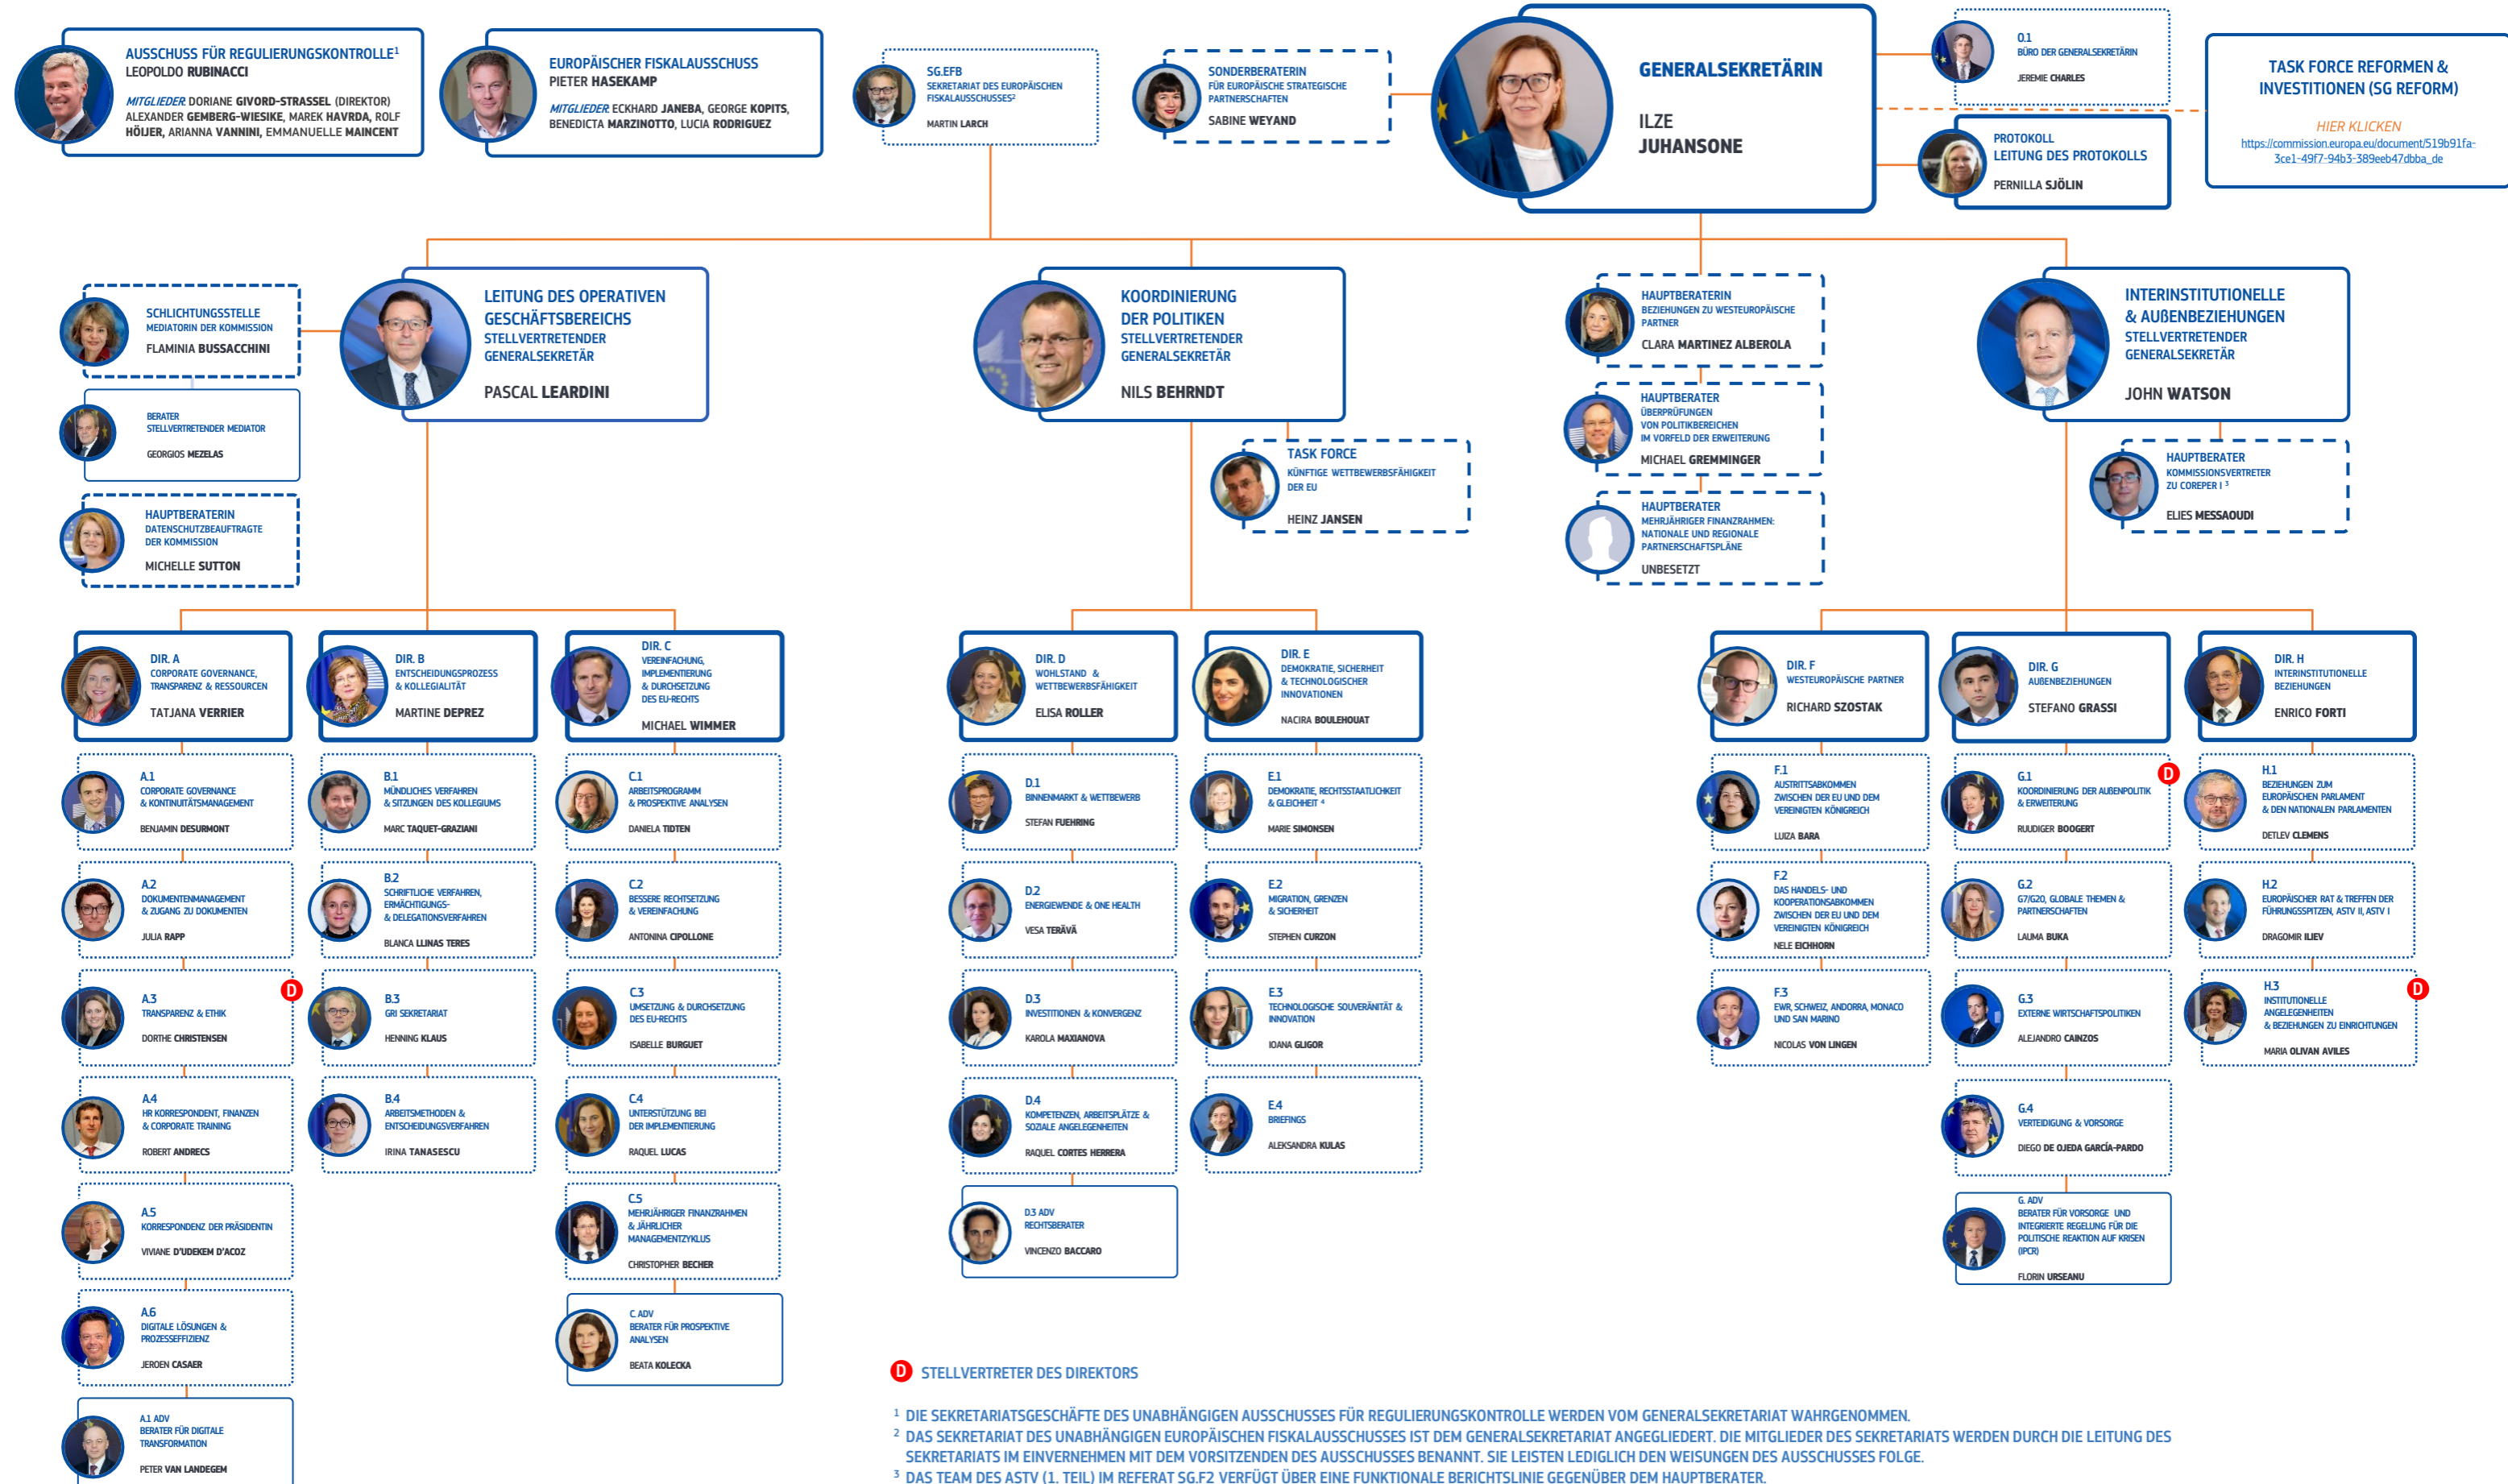 AUSSCHUSS FÜR REGULIERUNGSKONTROLLE¹
LEOPOLDO RUBINACCI
MITGLIEDER: DORIANE GIVORD-STRASSEL (DIREKTOR)
ALEXANDER GEMBERG-WIESIKE, MAREK HAVRDA, ROLF
HÖIJER, ARIANNA VANNINI, EMMANUELLE MAINCENT
EUROPÄISCHER FISKALAUSSCHUSS
PIETER HASEKAMP
MITGLIEDER: ECKHARD JANEBA, GEORGE KOPITS,
BENEDICTA MARZINOTTO, LUCIA RODRIGUEZ
SG.EFB
SEKRETARIAT DES EUROPÄISCHEN
FISKALAUSSCHUSSES²
MARTIN LARCH
SONDERBERATERIN
FÜR EUROPÄISCHE STRATEGISCHE
PARTNERSCHAFTEN
SABINE WEYAND
GENERALSEKRETÄRIN
ILZE
JUHANSONE
0.1
BÜRO DER GENERALSEKRETÄRIN
JEREMIE CHARLES
PROTOKOLL
LEITUNG DES PROTOKOLLS
PERNILLA SJÖLIN
TASK FORCE REFORMEN &
INVESTITIONEN (SG REFORM)
HIER KLICKEN
https://commission.europa.eu/document/519b91fa-
3ce1-49f7-94b3-389eeb47dbba_de
SCHLICHTUNGSSTELLE
MEDIATORIN DER KOMMISSION
FLAMINIA BUSSACCHINI
BERATER
STELLVERTRETENDER MEDIATOR
GEORGIOS MEZELAS
HAUPTBERATERIN
DATENSCHUTZBEAUFTRAGTE
DER KOMMISSION
MICHELLE SUTTON
LEITUNG DES OPERATIVEN
GESCHÄFTSBEREICHS
STELLVERTRETENDER
GENERALSEKRETÄR
PASCAL LEARDINI
KOORDINIERUNG
DER POLITIKEN
STELLVERTRETENDER
GENERALSEKRETÄR
NILS BEHRNDT
TASK FORCE
KÜNFTIGE WETTBEWERBSFÄHIGKEIT
DER EU
HEINZ JANSEN
HAUPTBERATERIN
BEZIEHUNGEN ZU WESTEUROPÄISCHE
PARTNER
CLARA MARTINEZ ALBEROLA
HAUPTBERATER
ÜBERPRÜFUNGEN
VON POLITIKBEREICHEN
IM VORFELD DER ERWEITERUNG
MICHAEL GREMMINGER
HAUPTBERATER
MEHRJÄHRIGER FINANZRAHMEN:
NATIONALE UND REGIONALE
PARTNERSCHAFTSPLÄNE
UNBESETZT
INTERINSTITUTIONELLE
& AUßENBEZIEHUNGEN
STELLVERTRETENDER
GENERALSEKRETÄR
JOHN WATSON
HAUPTBERATER
KOMMISSIONSVERTRETER
ZU COREPER I ³
ELIES MESSAOUDI
DIR. A
CORPORATE GOVERNANCE,
TRANSPARENZ & RESSOURCEN
TATJANA VERRIER
A.1
CORPORATE GOVERNANCE
& KONTINUITÄTSMANAGEMENT
BENJAMIN DESURMONT
A.2
DOKUMENTENMANAGEMENT
& ZUGANG ZU DOKUMENTEN
JULIA RAPP
D
A.3
TRANSPARENZ & ETHIK
DORTHE CHRISTENSEN
A.4
HR KORRESPONDENT, FINANZEN
& CORPORATE TRAINING
ROBERT ANDRECS
A.5
KORRESPONDENZ DER PRÄSIDENTIN
VIVIANE D'UDEKEM D'ACOZ
A.6
DIGITALE LÖSUNGEN &
PROZESSEFFIZIENZ
JEROEN CASAER
A.1 ADV
BERATER FÜR DIGITALE
TRANSFORMATION
PETER VAN LANDEGEM
DIR. B
ENTSCHEIDUNGSPROZESS
& KOLLEGIALITÄT
MARTINE DEPREZ
B.1
MÜNDLICHES VERFAHREN
& SITZUNGEN DES KOLLEGIUMS
MARC TAQUET-GRAZIANI
B.2
SCHRIFTLICHE VERFAHREN,
ERMÄCHTIGUNGS-
& DELEGATIONSVERFAHREN
BLANCA LLINAS TERES
B.3
GRI SEKRETARIAT
HENNING KLAUS
B.4
ARBEITSMETHODEN &
ENTSCHEIDUNGSVERFAHREN
IRINA TANASESCU
DIR. C
VEREINFACHUNG,
IMPLEMENTIERUNG
& DURCHSETZUNG
DES EU-RECHTS
MICHAEL WIMMER
C.1
ARBEITSPROGRAMM
& PROSPEKTIVE ANALYSEN
DANIELA TIDTEN
C.2
BESSERE RECHTSETZUNG
& VEREINFACHUNG
ANTONINA CIPOLLONE
C.3
UMSETZUNG & DURCHSETZUNG
DES EU-RECHTS
ISABELLE BURGUET
C.4
UNTERSTÜTZUNG BEI
DER IMPLEMENTIERUNG
RAQUEL LUCAS
C.5
MEHRJÄHRIGER FINANZRAHMEN
& JÄHRLICHER
MANAGEMENTZYKLUS
CHRISTOPHER BECHER
C. ADV
BERATER FÜR PROSPEKTIVE
ANALYSEN
BEATA KOLECKA
DIR. D
WOHLSTAND &
WETTBEWERBSFÄHIGKEIT
ELISA ROLLER
D.1
BINNENMARKT & WETTBEWERB
STEFAN FUEHRING
D.2
ENERGIEWENDE & ONE HEALTH
VESA TERÄVÄ
D.3
INVESTITIONEN & KONVERGENZ
KAROLA MAXIANOVA
D.4
KOMPETENZEN, ARBEITSPLÄTZE &
SOZIALE ANGELEGENHEITEN
RAQUEL CORTES HERRERA
D.3 ADV
RECHTSBERATER
VINCENZO BACCARO
DIR. E
DEMOKRATIE, SICHERHEIT
& TECHNOLOGISCHER
INNOVATIONEN
NACIRA BOULEHOUAT
E.1
DEMOKRATIE, RECHTSSTAATLICHKEIT
& GLEICHHEIT ⁴
MARIE SIMONSEN
E.2
MIGRATION, GRENZEN
& SICHERHEIT
STEPHEN CURZON
E.3
TECHNOLOGISCHE SOUVERÄNITÄT &
INNOVATION
IOANA GLIGOR
E.4
BRIEFINGS
ALEKSANDRA KULAS
DIR. F
WESTEUROPÄISCHE PARTNER
RICHARD SZOSTAK
F.1
AUSTRITTSABKOMMEN
ZWISCHEN DER EU UND DEM
VEREINIGTEN KÖNIGREICH
LUIZA BARA
F.2
DAS HANDELS- UND
KOOPERATIONSABKOMMEN
ZWISCHEN DER EU UND DEM
VEREINIGTEN KÖNIGREICH
NELE EICHHORN
F.3
EWR, SCHWEIZ, ANDORRA, MONACO
UND SAN MARINO
NICOLAS VON LINGEN
DIR. G
AUßENBEZIEHUNGEN
STEFANO GRASSI
D
G.1
KOORDINIERUNG DER AUßENPOLITIK
& ERWEITERUNG
RUUDIGER BOOGERT
G.2
G7/G20, GLOBALE THEMEN &
PARTNERSCHAFTEN
LAUMA BUKA
G.3
EXTERNE WIRTSCHAFTSPOLITIKEN
ALEJANDRO CAINZOS
G.4
VERTEIDIGUNG & VORSORGE
DIEGO DE OJEDA GARCÍA-PARDO
G. ADV
BERATER FÜR VORSORGE UND
INTEGRIERTE REGELUNG FÜR DIE
POLITISCHE REAKTION AUF KRISEN
(IPCR)
FLORIN URSEANU
DIR. H
INTERINSTITUTIONELLE
BEZIEHUNGEN
ENRICO FORTI
H.1
BEZIEHUNGEN ZUM
EUROPÄISCHEN PARLAMENT
& DEN NATIONALEN PARLAMENTEN
DETLEV CLEMENS
H.2
EUROPÄISCHER RAT & TREFFEN DER
FÜHRUNGSSPITZEN, ASTV II, ASTV I
DRAGOMIR ILIEV
D
H.3
INSTITUTIONELLE
ANGELEGENHEITEN
& BEZIEHUNGEN ZU EINRICHTUNGEN
MARIA OLIVAN AVILES
D STELLVERTRETER DES DIREKTORS
¹ DIE SEKRETARIATSGESCHÄFTE DES UNABHÄNGIGEN AUSSCHUSSES FÜR REGULIERUNGSKONTROLLE WERDEN VOM GENERALSEKRETARIAT WAHRGENOMMEN.
² DAS SEKRETARIAT DES UNABHÄNGIGEN EUROPÄISCHEN FISKALAUSSCHUSSES IST DEM GENERALSEKRETARIAT ANGEGLIEDERT. DIE MITGLIEDER DES SEKRETARIATS WERDEN DURCH DIE LEITUNG DES
SEKRETARIATS IM EINVERNEHMEN MIT DEM VORSITZENDEN DES AUSSCHUSSES BENANNT. SIE LEISTEN LEDIGLICH DEN WEISUNGEN DES AUSSCHUSSES FOLGE.
³ DAS TEAM DES ASTV (1. TEIL) IM REFERAT SG.F2 VERFÜGT ÜBER EINE FUNKTIONALE BERICHTSLINIE GEGENÜBER DEM HAUPTBERATER.